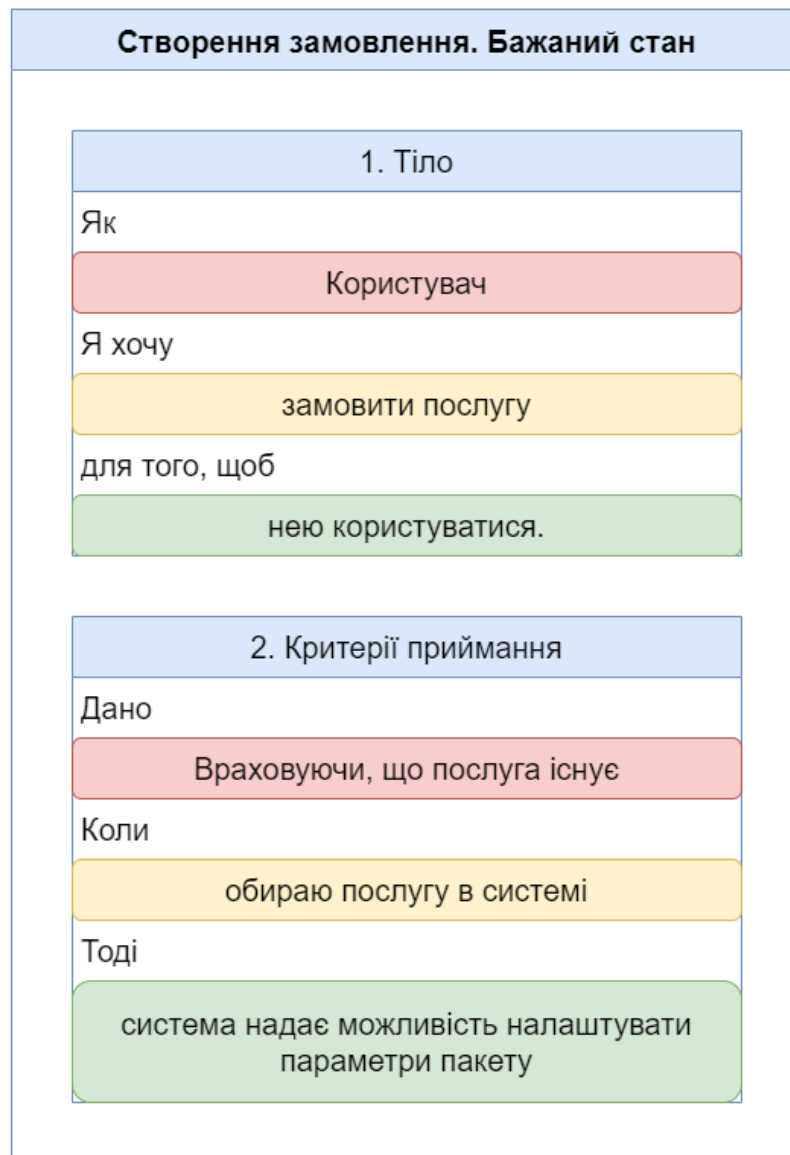 Створення замовлення. Бажаний стан
1. Тіло
Як
Користувач
Я хочу
замовити послугу
для того, щоб
нею користуватися.
2. Критерії приймання
Дано
Враховуючи, що послуга існує
Коли
обираю послугу в системі
Тоді
система надає можливість налаштувати
параметри пакету